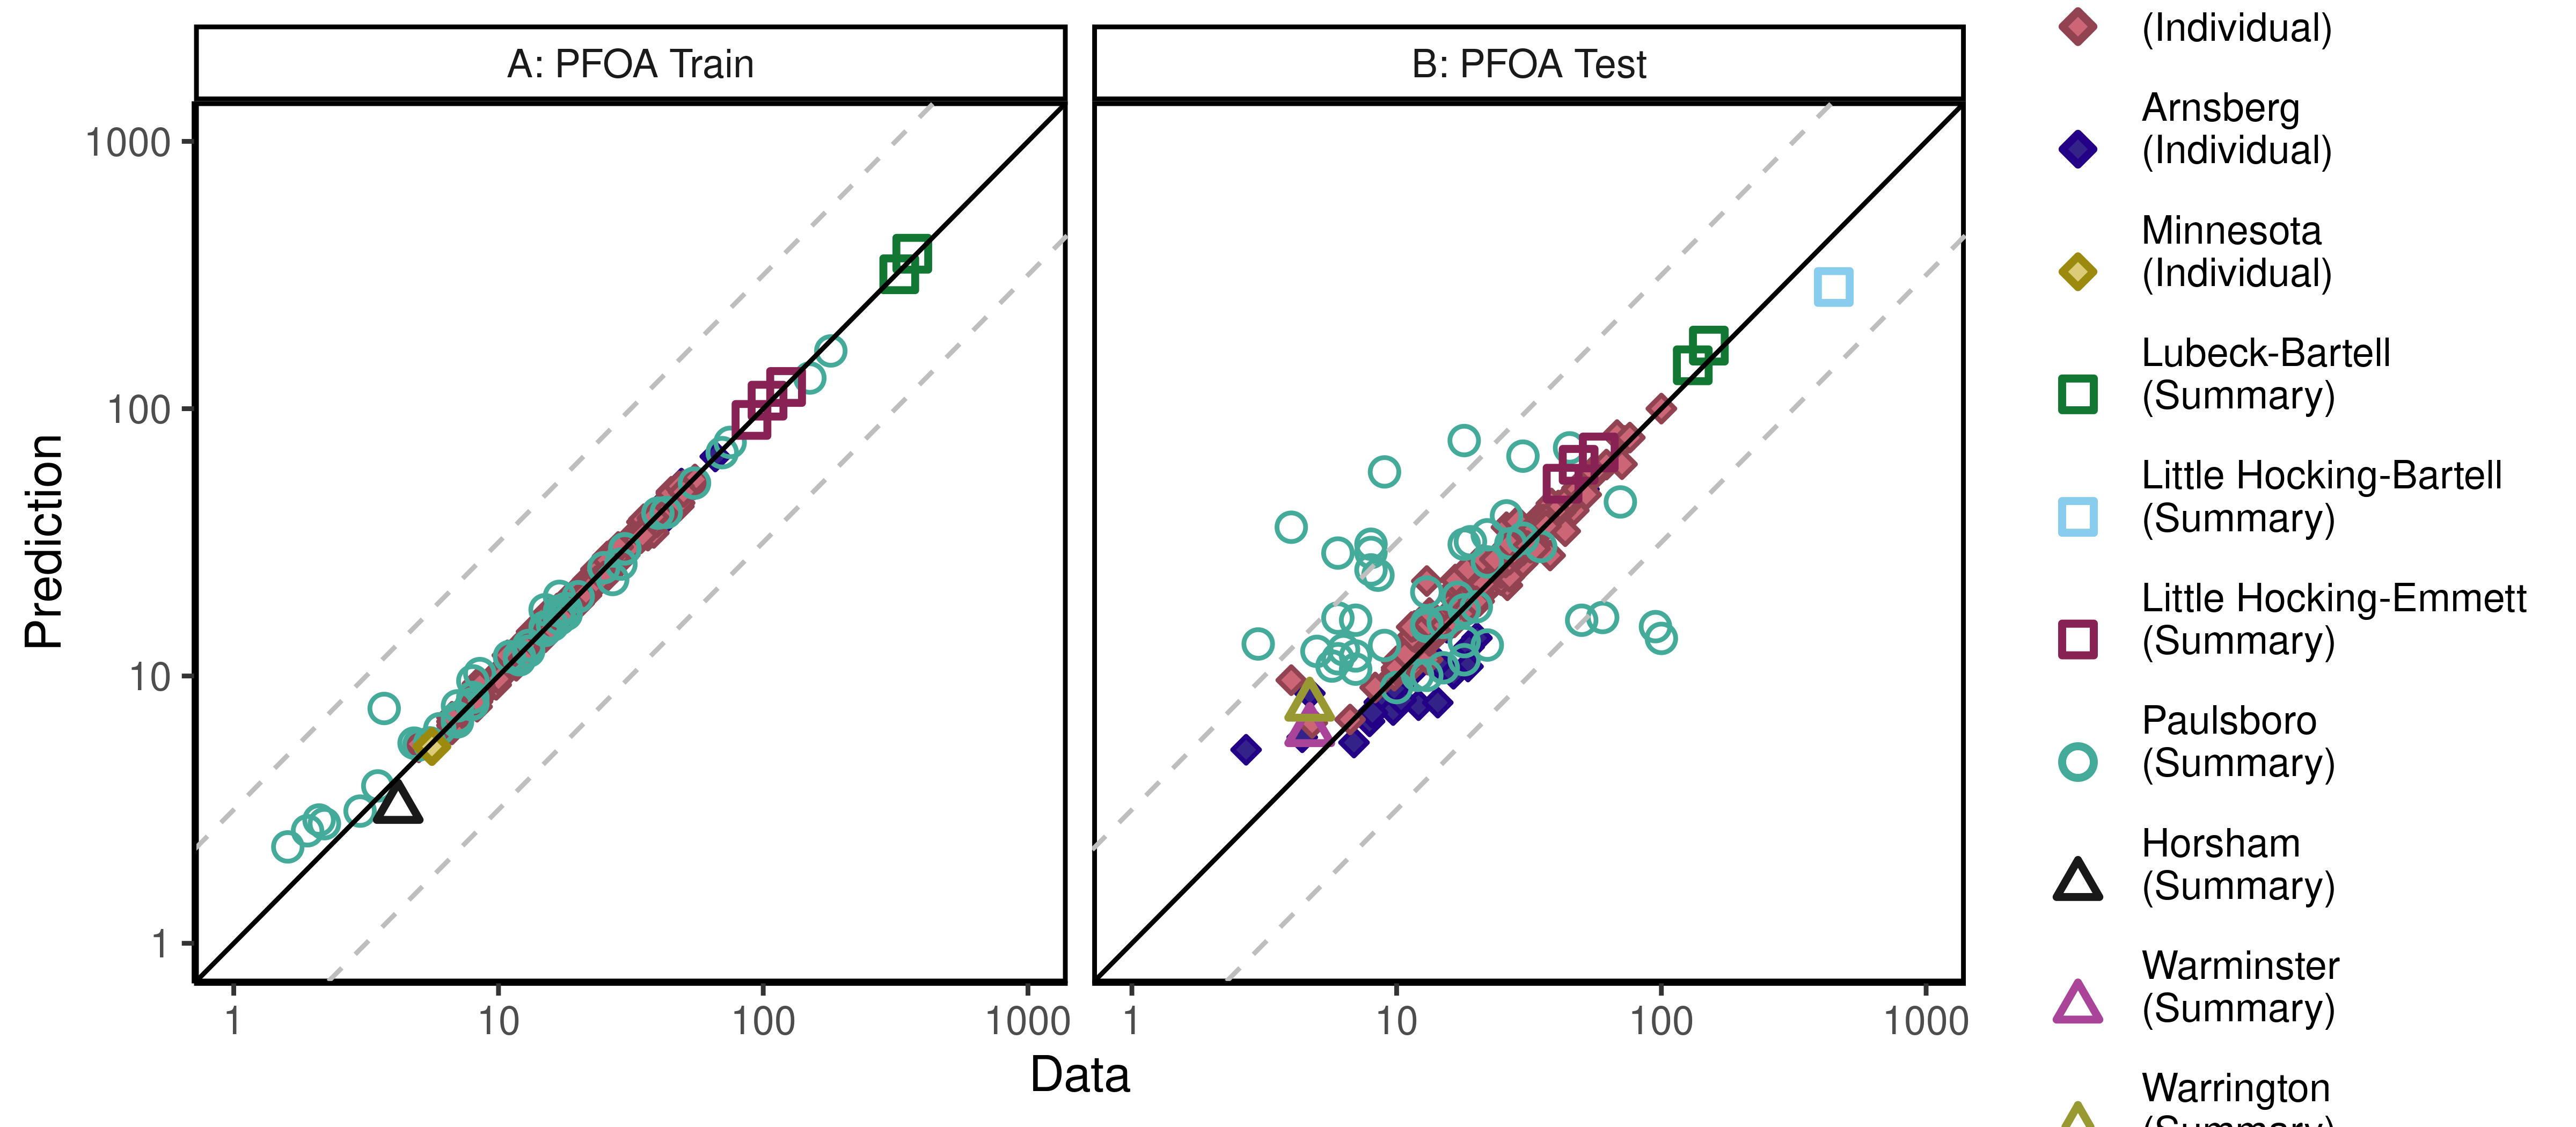 A: PFOA Train
B: PFOA Test
Prediction
1000
100
10
1
1
10
100
1000
1
10
100
1000
Data
(Individual)
Arnsberg
(Individual)
Minnesota
(Individual)
Lubeck-Bartell
(Summary)
Little Hocking-Bartell
(Summary)
Little Hocking-Emmett
(Summary)
Paulsboro
(Summary)
Horsham
(Summary)
Warminster
(Summary)
Warrington